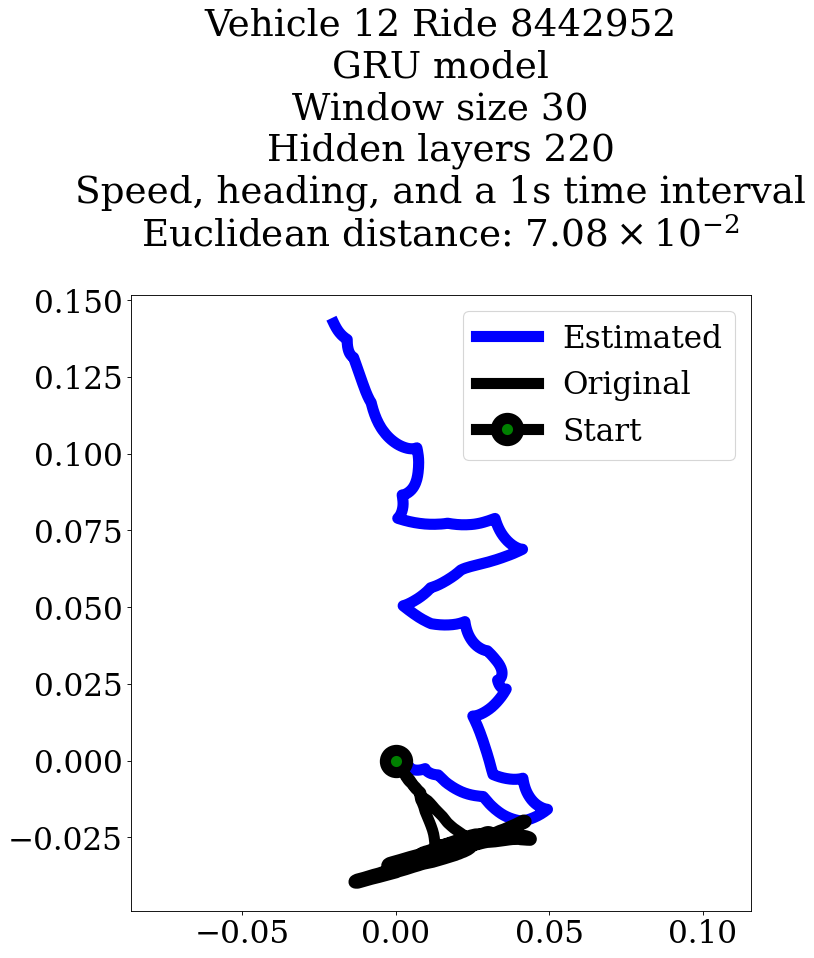 Vehicle 12 Ride 8442952
GRU model
Window size 30
Hidden layers 220
Speed, heading, and a 1s time interval
Euclidean distance: 7.08 × 10⁻²
0.150
0.125
0.100
0.075
0.050
0.025
0.000
−0.025
Estimated
Original
Start
−0.05
0.00
0.05
0.10